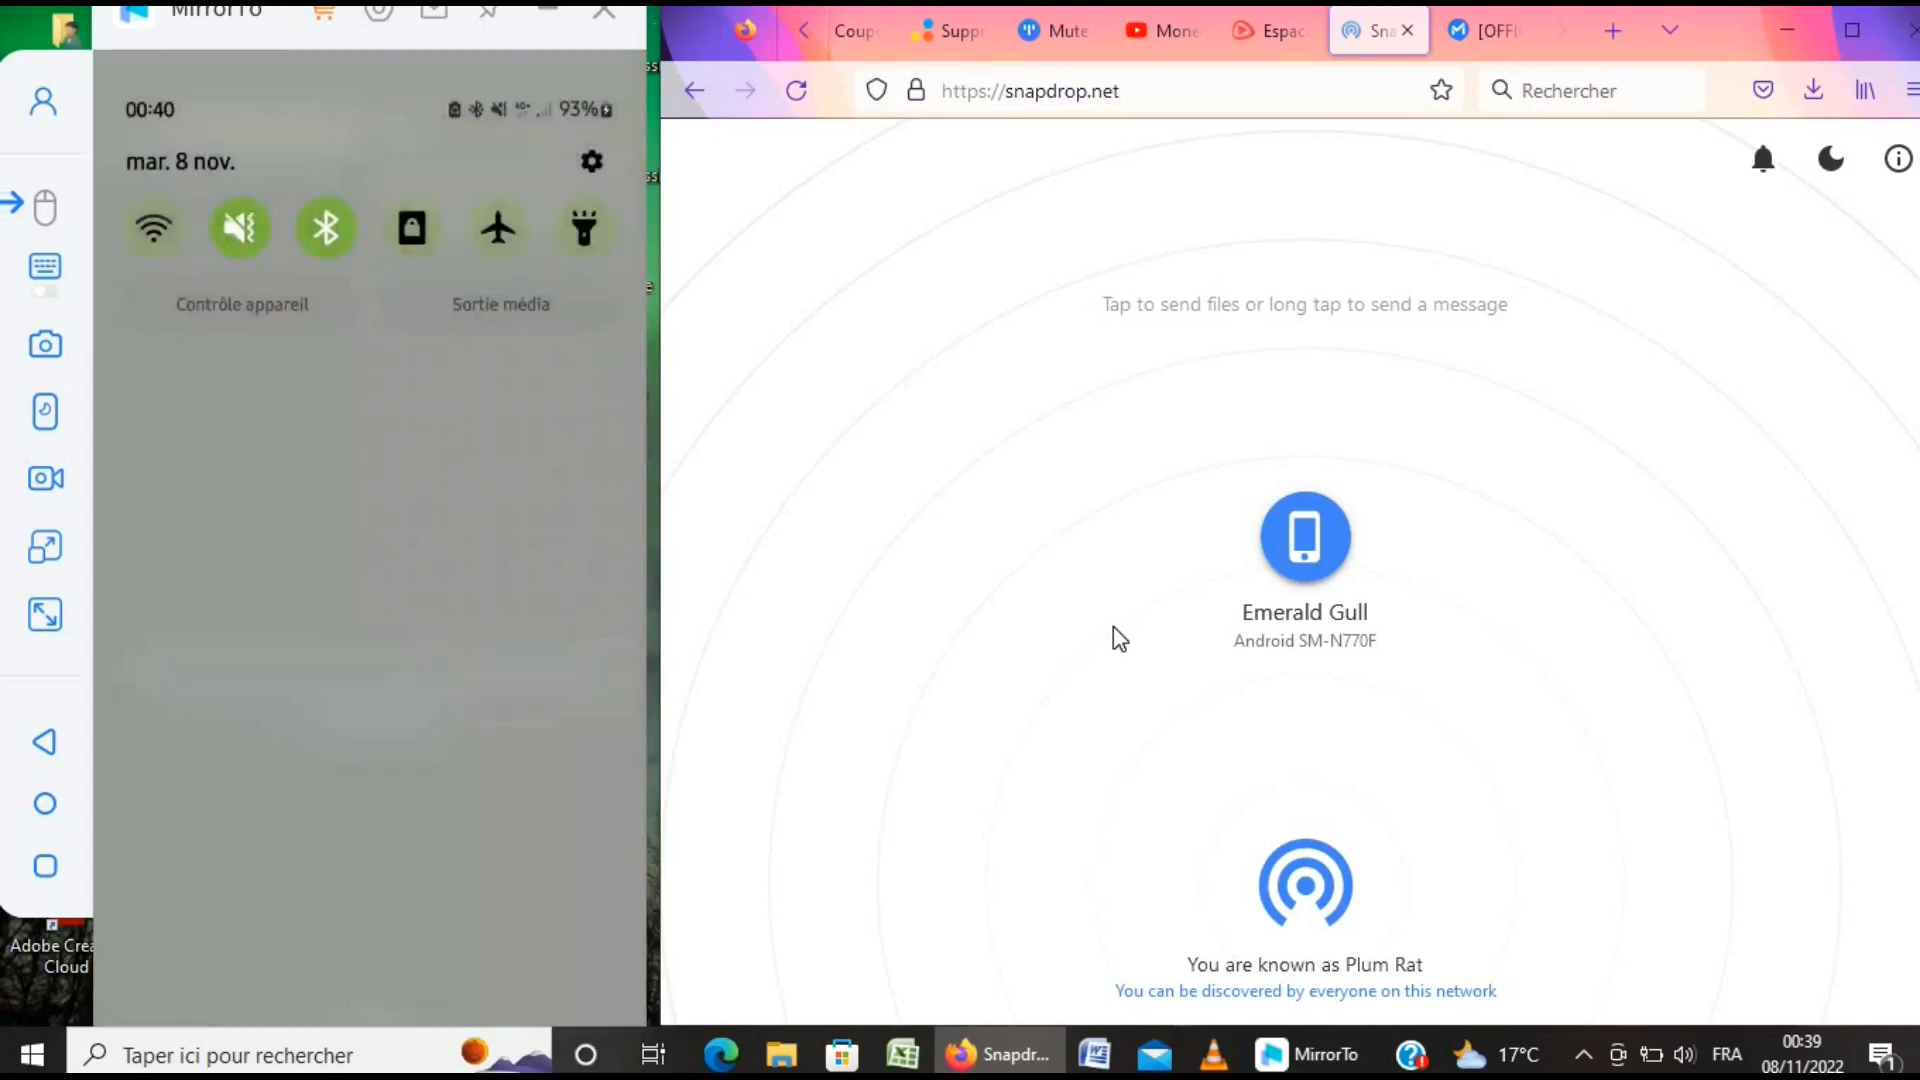 MirrorTo
00:40
93%
mar. 8 nov.
Contrôle appareil
Sortie média
Adobe Crea
Cloud
Coup
Supp
Mute
Mone
Espac
Sna
[OFFI
https://snapdrop.net
Rechercher
Tap to send files or long tap to send a message
Emerald Gull
Android SM-N770F
You are known as Plum Rat
You can be discovered by everyone on this network
Taper ici pour rechercher
Snapdr...
MirrorTo
17°C
FRA
00:39
08/11/2022
1